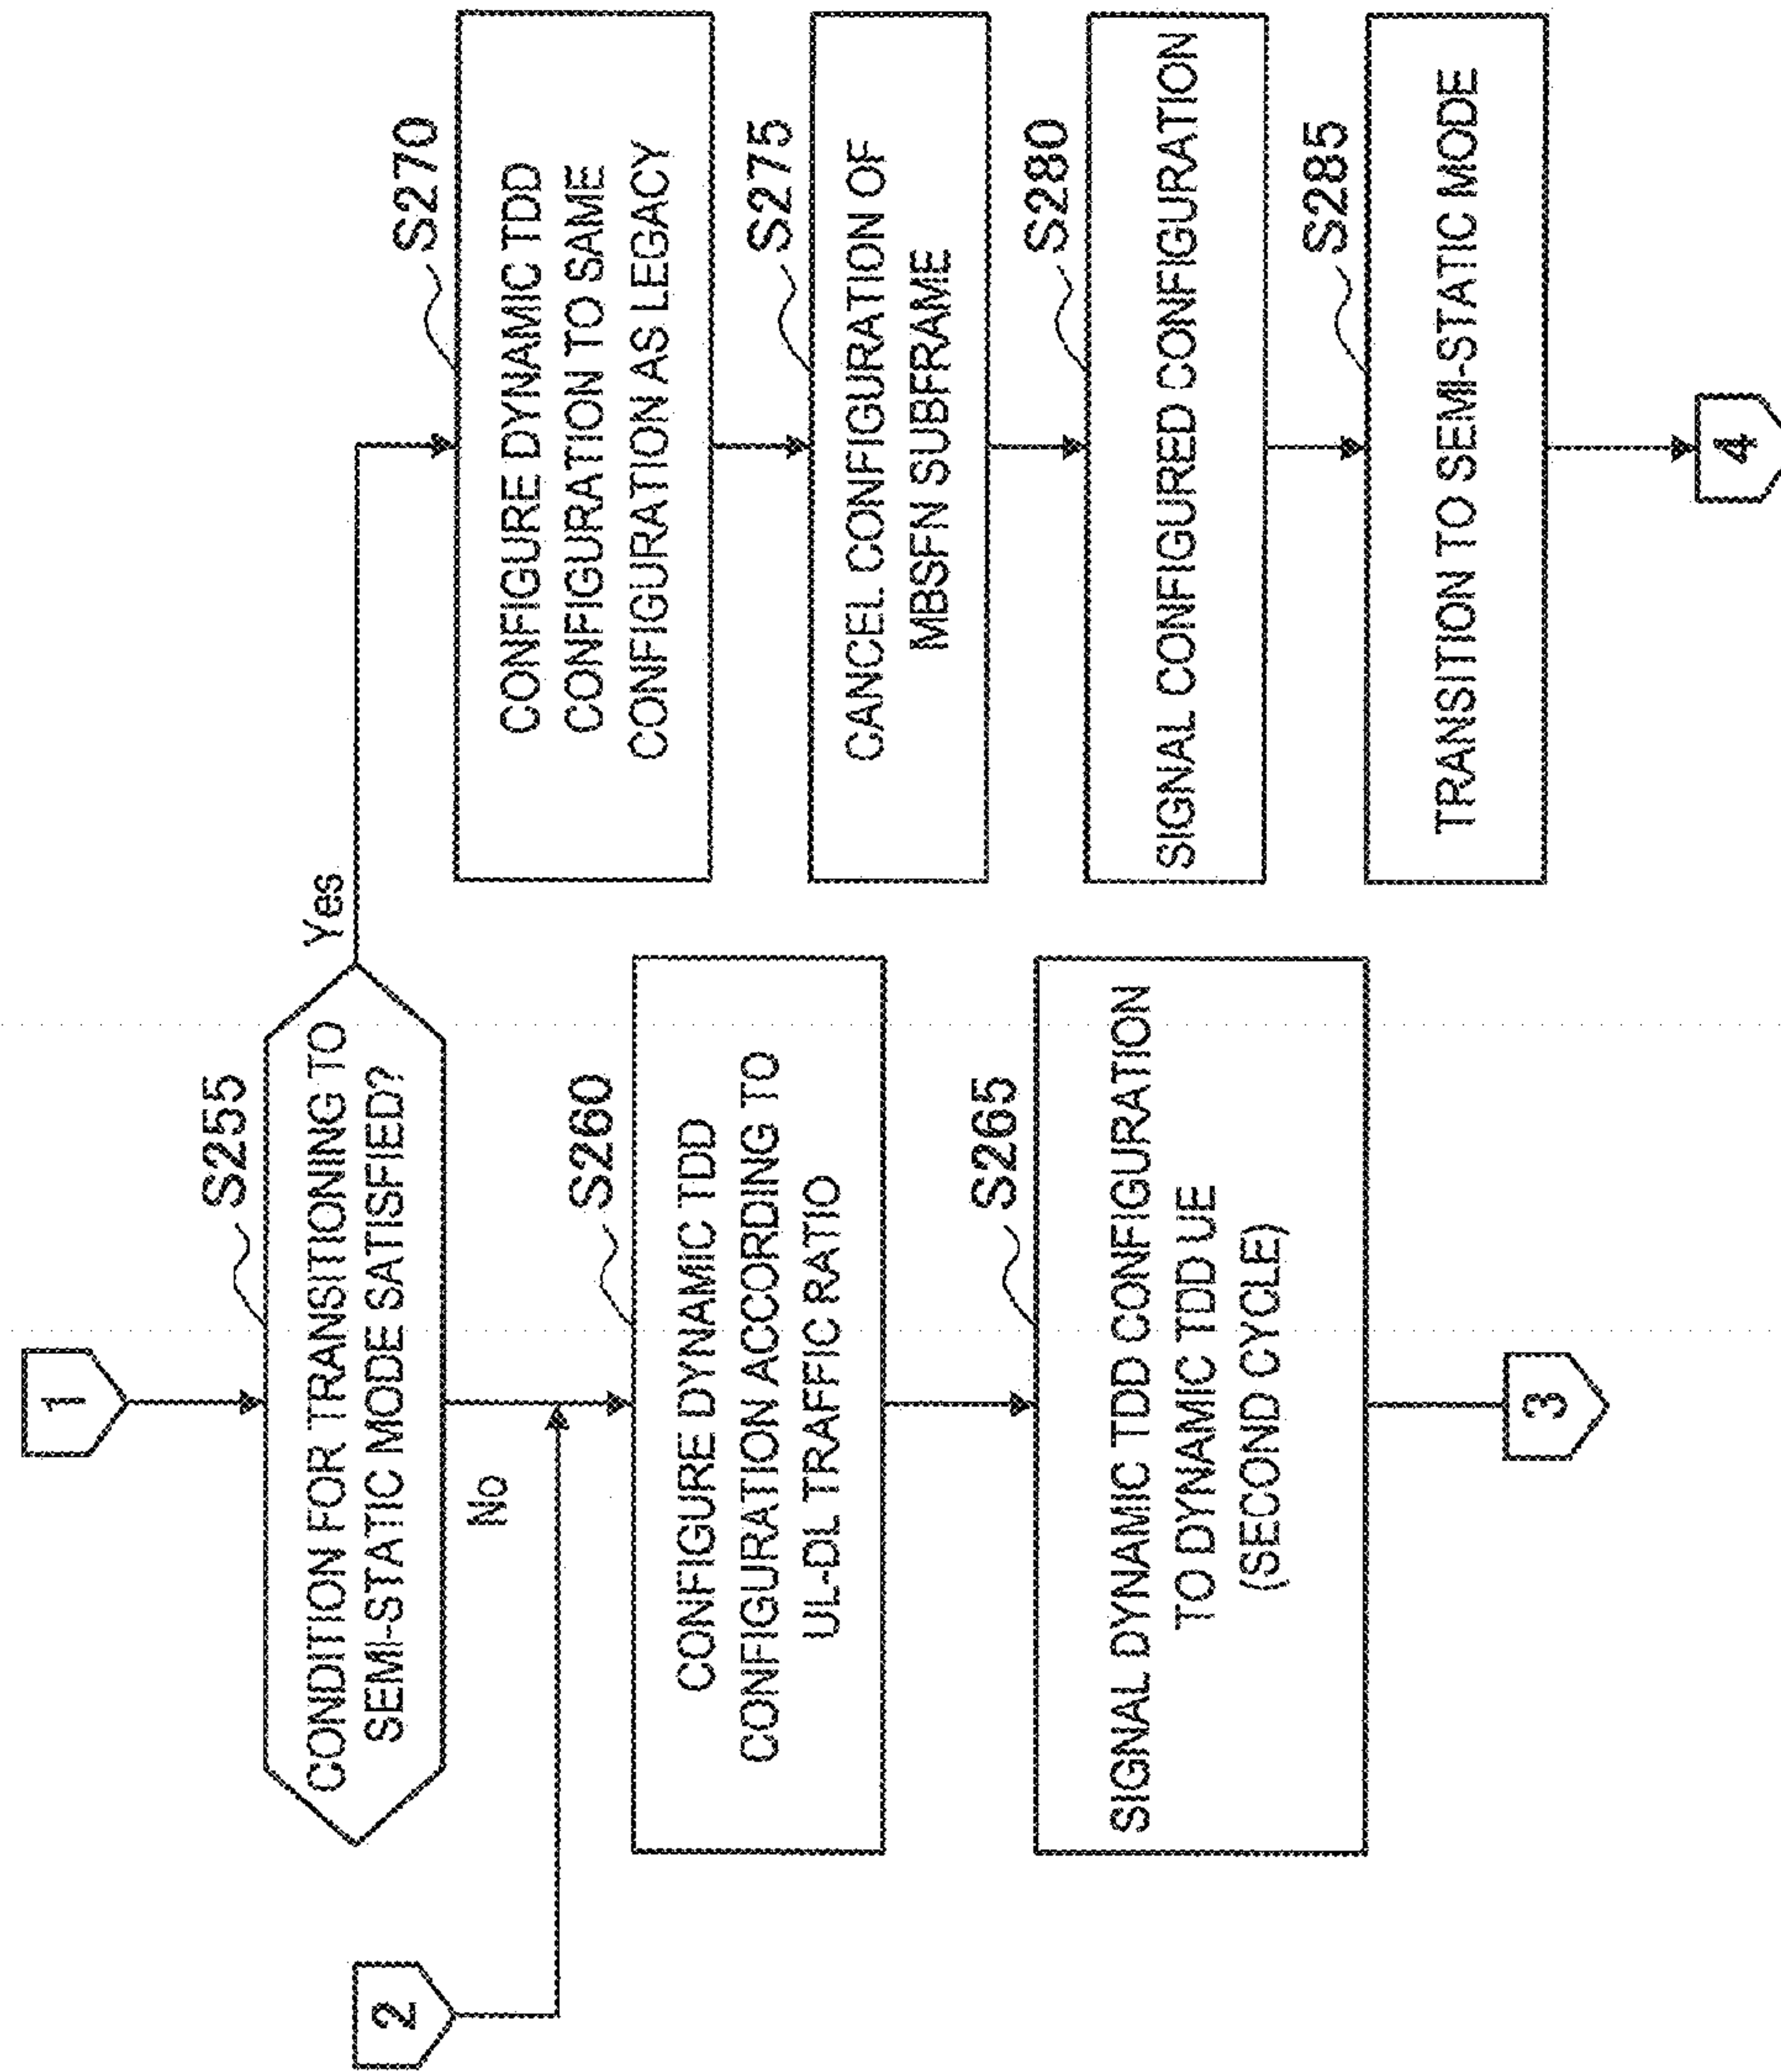 1
S255
CONDITION FOR TRANSITIONING TO
SEMI-STATIC MODE SATISFIED?
Yes
No
2
S260
CONFIGURE DYNAMIC TDD
CONFIGURATION ACCORDING TO
UL-DL TRAFFIC RATIO
S265
SIGNAL DYNAMIC TDD CONFIGURATION
TO DYNAMIC TDD UE
(SECOND CYCLE)
3
S270
CONFIGURE DYNAMIC TDD
CONFIGURATION TO SAME
CONFIGURATION AS LEGACY
S275
CANCEL CONFIGURATION OF
MBSFN SUBFRAME
S280
SIGNAL CONFIGURED CONFIGURATION
S285
TRANSITION TO SEMI-STATIC MODE
4